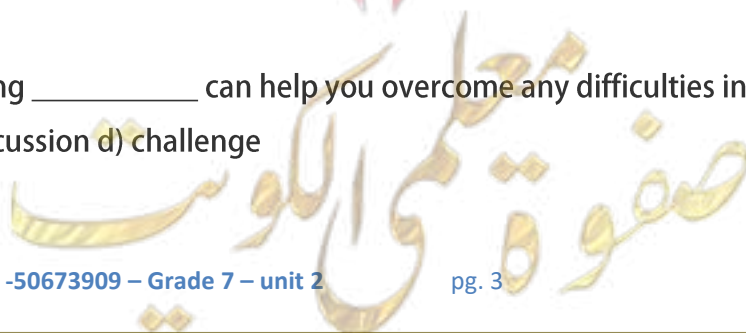 ng ___________ can help you overcome any difficulties in
cussion d) challenge
صفوة معلمي الكويت
-50673909 – Grade 7 – unit 2 pg. 3